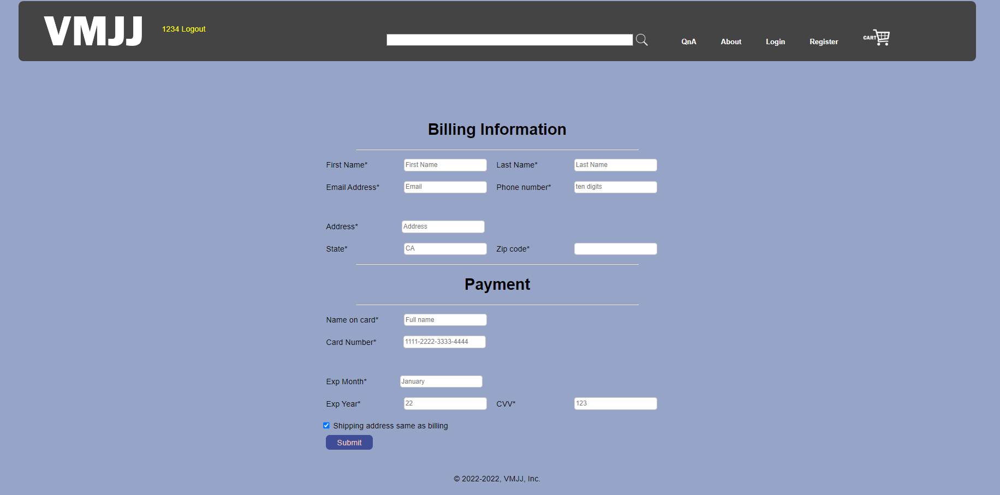 VMJJ
1234 Logout
QnA About Login Register CART
Billing Information
First Name* First Name Last Name* Last Name
Email Address* Email Phone number* ten digits
Address* Address
State* CA Zip code*
Payment
Name on card* Full name
Card Number* 1111-2222-3333-4444
Exp Month* January
Exp Year* 22 CVV* 123
Shipping address same as billing
Submit
© 2022-2022, VMJJ, Inc.